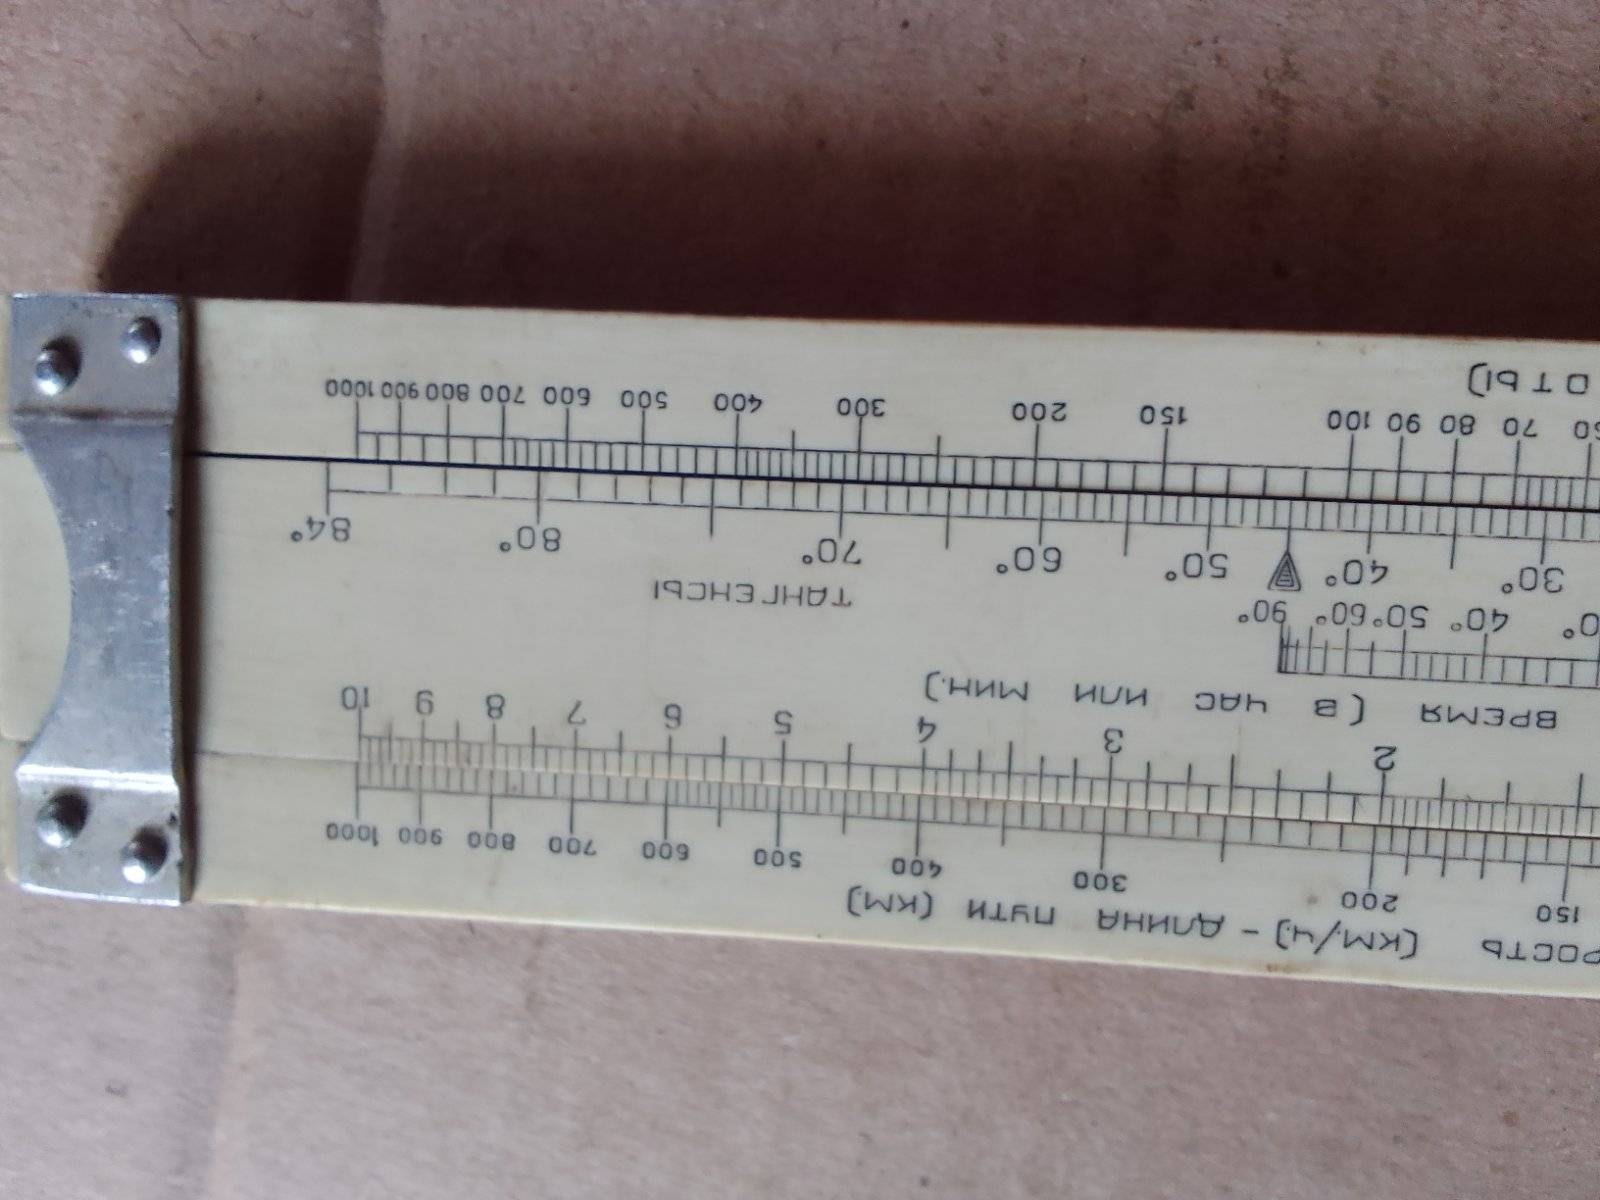 РОСТЬ (КМ/Ч.) - ДЛИНА ПУТИ (КМ)
150 200 300 400 500 600 700 800 900 1000
2 3 4 5 6 7 8 9 10
ВРЕМЯ (В ЧАС ИЛИ МИН.)
0° 40° 50° 60° 90°
ТАНГЕНСЫ
30° 40° 50° 60° 70° 80° 84°
70 80 90 100 150 200 300 400 500 600 700 800 900 1000
ОТЫ)